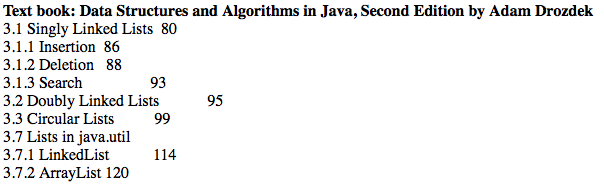 Text book: Data Structures and Algorithms in Java, Second Edition by Adam Drozdek
3.1 Singly Linked Lists 80
3.1.1 Insertion 86
3.1.2 Deletion 88
3.1.3 Search 93
3.2 Doubly Linked Lists 95
3.3 Circular Lists 99
3.7 Lists in java.util
3.7.1 LinkedList 114
3.7.2 ArrayList 120